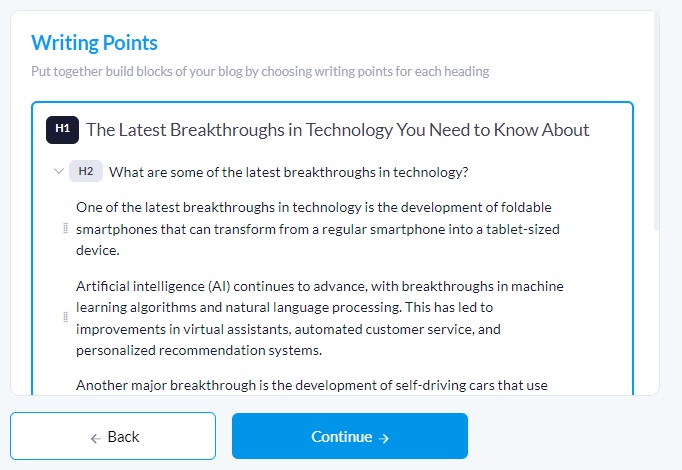 Writing Points
Put together build blocks of your blog by choosing writing points for each heading
H1 The Latest Breakthroughs in Technology You Need to Know About
H2 What are some of the latest breakthroughs in technology?
One of the latest breakthroughs in technology is the development of foldable
smartphones that can transform from a regular smartphone into a tablet-sized
device.
Artificial intelligence (AI) continues to advance, with breakthroughs in machine
learning algorithms and natural language processing. This has led to
improvements in virtual assistants, automated customer service, and
personalized recommendation systems.
Another major breakthrough is the development of self-driving cars that use
← Back
Continue →